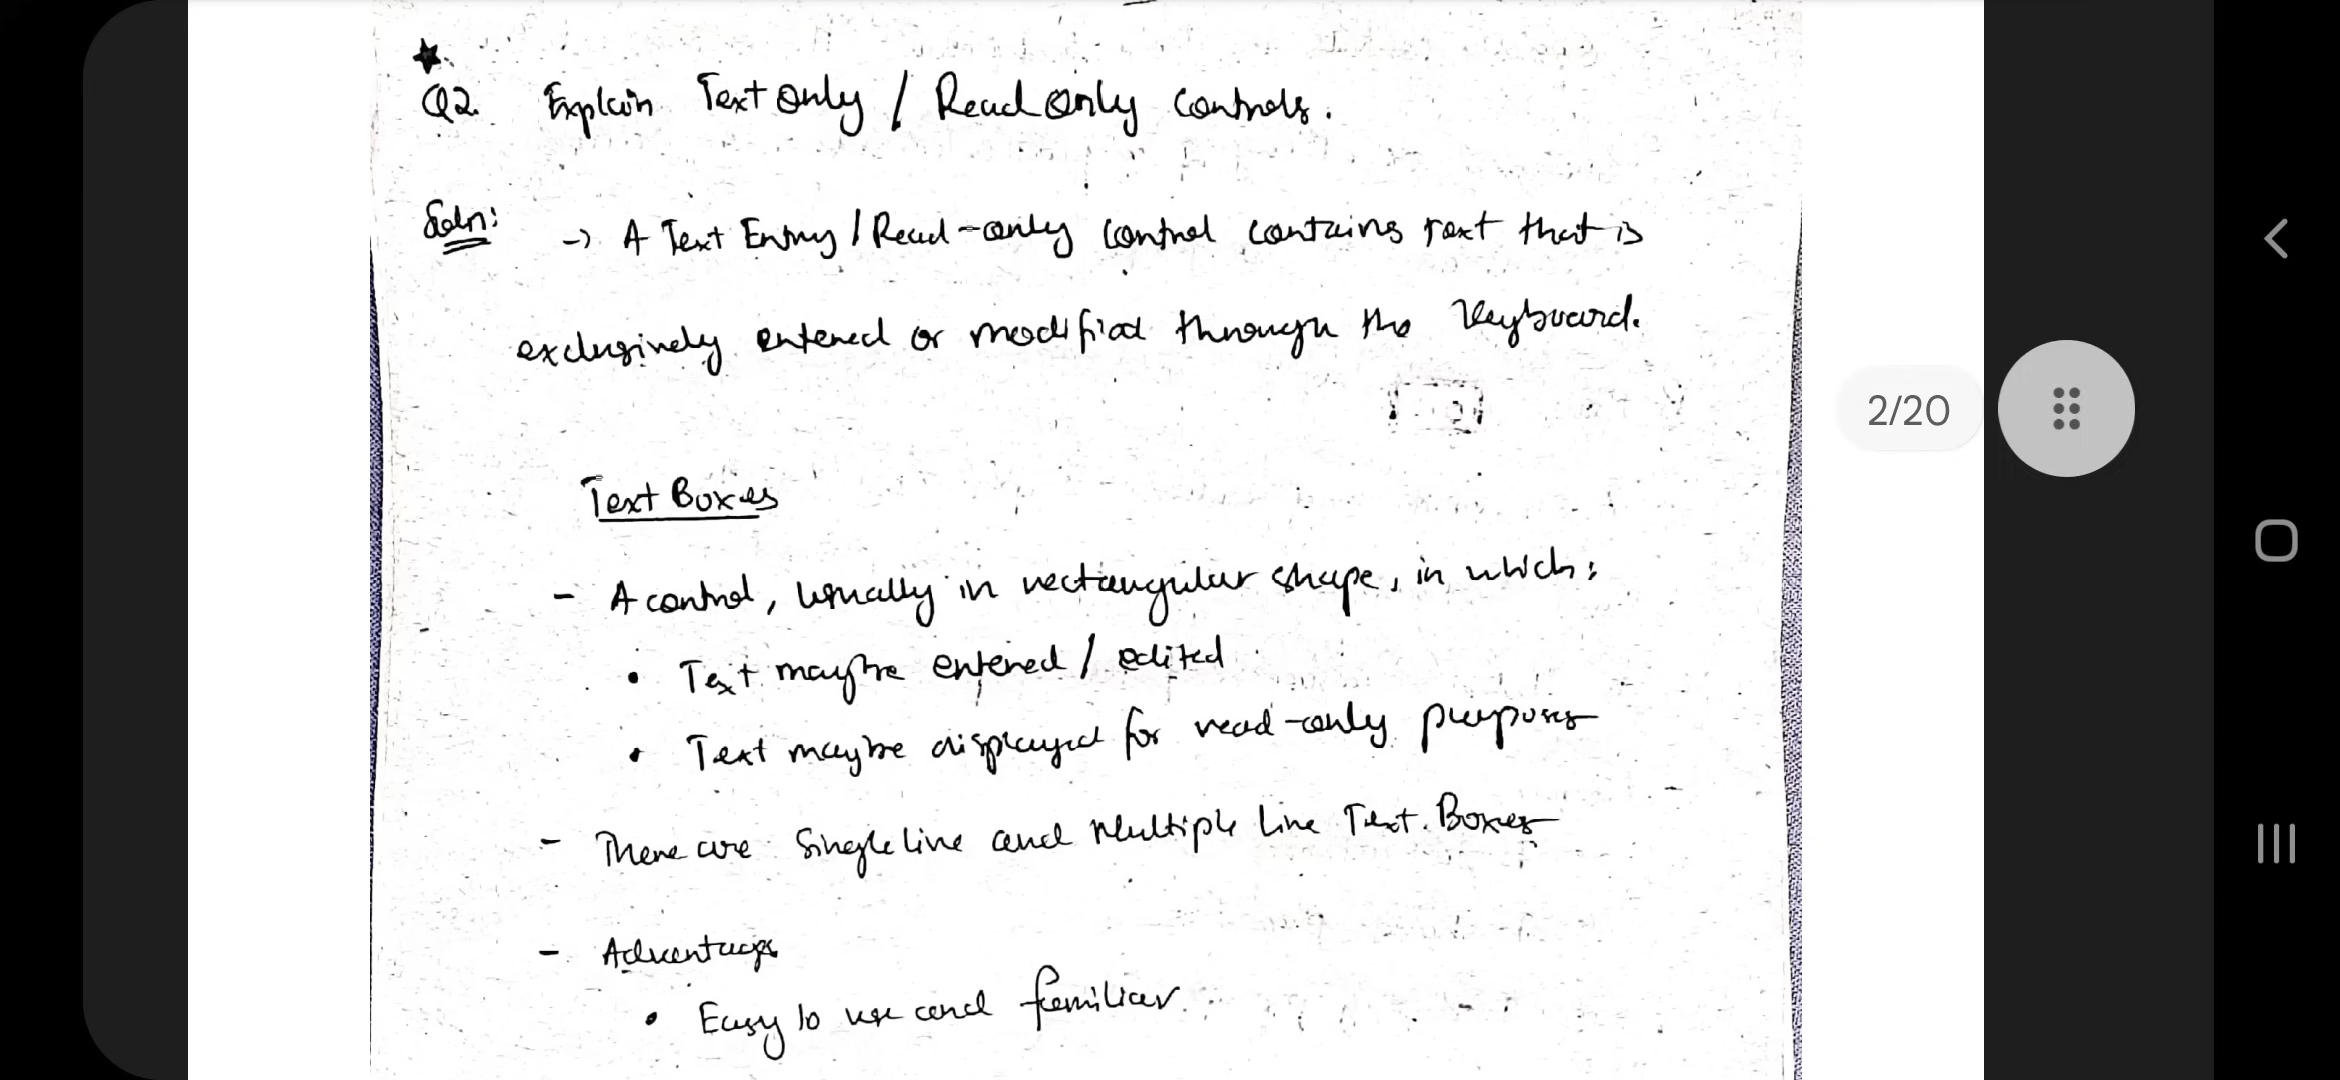 Q2. Explain Text Only / Read Only controls.
Soln: → A Text Entry / Read-only control contains text that is
exclusively entered or modified through the keyboard.
Text Boxes
- A control, usually in rectangular shape, in which:
• Text maybe entered / edited
• Text maybe displayed for read-only purposes
- There are Single line and Multiple Line Text Boxes
- Advantage
• Easy to use and familiar.
2/20